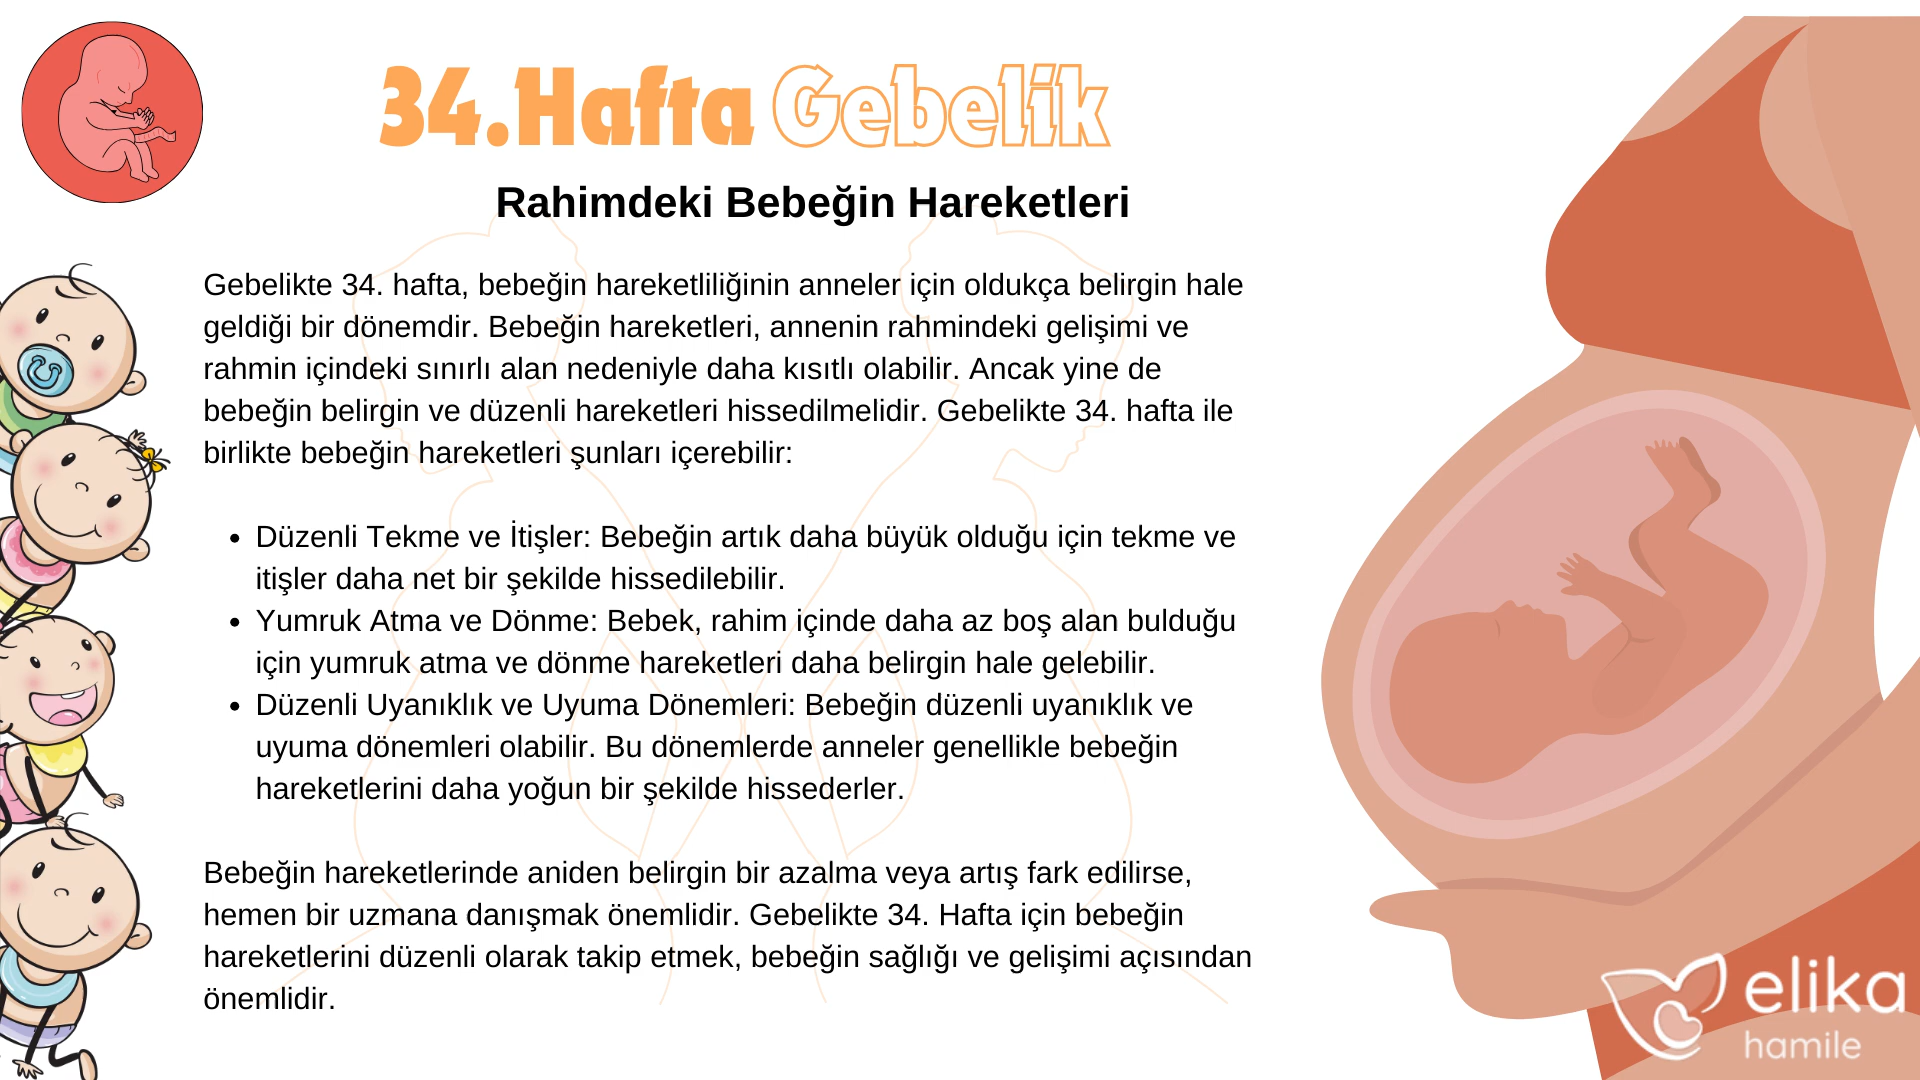 34.Hafta Gebelik
Rahimdeki Bebeğin Hareketleri
Gebelikte 34. hafta, bebeğin hareketliliğinin anneler için oldukça belirgin hale
geldiği bir dönemdir. Bebeğin hareketleri, annenin rahmindeki gelişimi ve
rahmin içindeki sınırlı alan nedeniyle daha kısıtlı olabilir. Ancak yine de
bebeğin belirgin ve düzenli hareketleri hissedilmelidir. Gebelikte 34. hafta ile
birlikte bebeğin hareketleri şunları içerebilir:
• Düzenli Tekme ve İtişler: Bebeğin artık daha büyük olduğu için tekme ve
itişler daha net bir şekilde hissedilebilir.
• Yumruk Atma ve Dönme: Bebek, rahim içinde daha az boş alan bulduğu
için yumruk atma ve dönme hareketleri daha belirgin hale gelebilir.
• Düzenli Uyanıklık ve Uyuma Dönemleri: Bebeğin düzenli uyanıklık ve
uyuma dönemleri olabilir. Bu dönemlerde anneler genellikle bebeğin
hareketlerini daha yoğun bir şekilde hissederler.
Bebeğin hareketlerinde aniden belirgin bir azalma veya artış fark edilirse,
hemen bir uzmana danışmak önemlidir. Gebelikte 34. Hafta için bebeğin
hareketlerini düzenli olarak takip etmek, bebeğin sağlığı ve gelişimi açısından
önemlidir.
elika
hamile